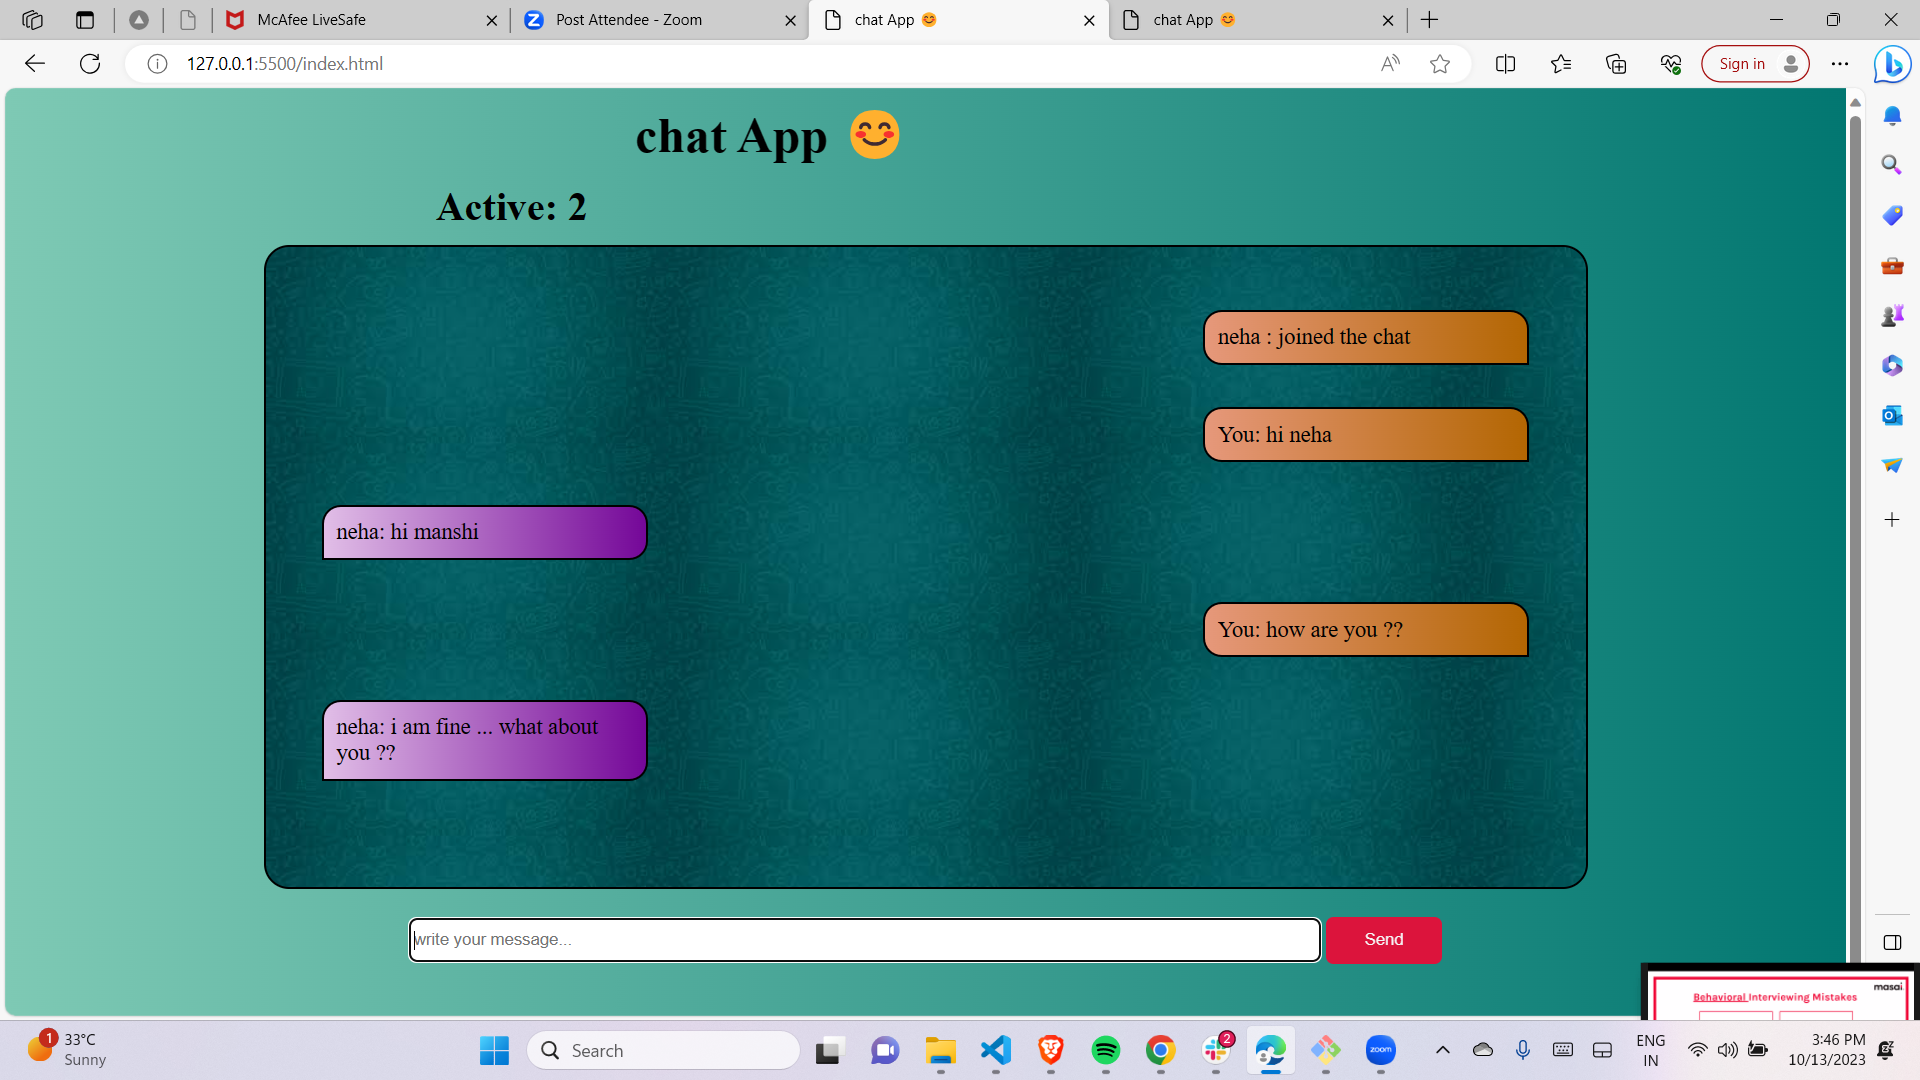 McAfee LiveSafe
Post Attendee - Zoom
chat App 😊
chat App 😊
127.0.0.1:5500/index.html
Sign in
chat App 😊
Active: 2
neha : joined the chat
You: hi neha
neha: hi manshi
You: how are you ??
neha: i am fine ... what about
you ??
write your message...
Send
masai
Behavioral Interviewing Mistakes
1
33°C
Sunny
Search
2
zoom
ENG
IN
3:46 PM
10/13/2023